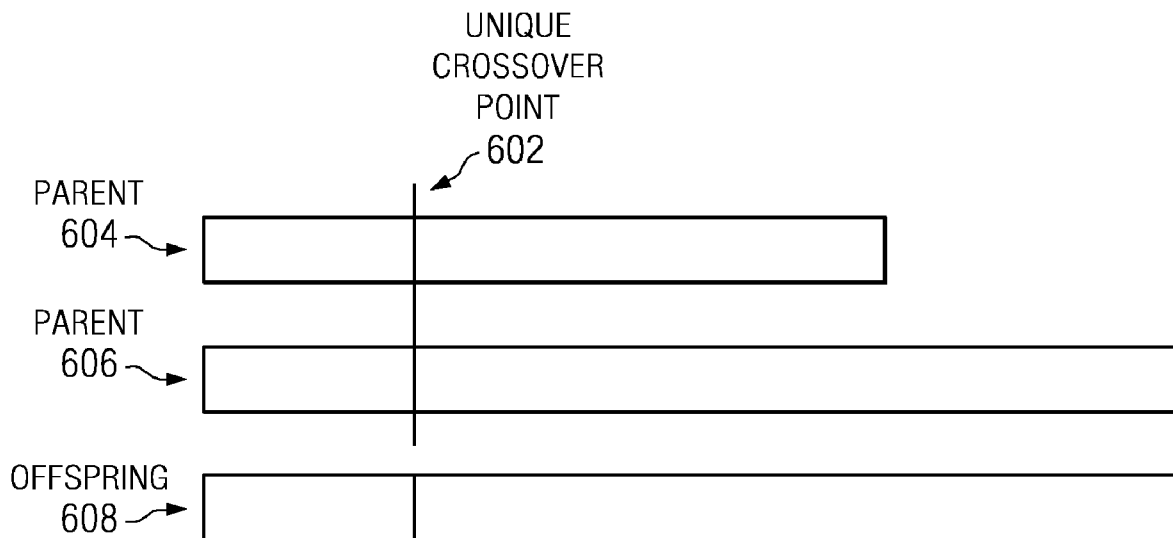 UNIQUE
CROSSOVER
POINT
602
PARENT
604
PARENT
606
OFFSPRING
608